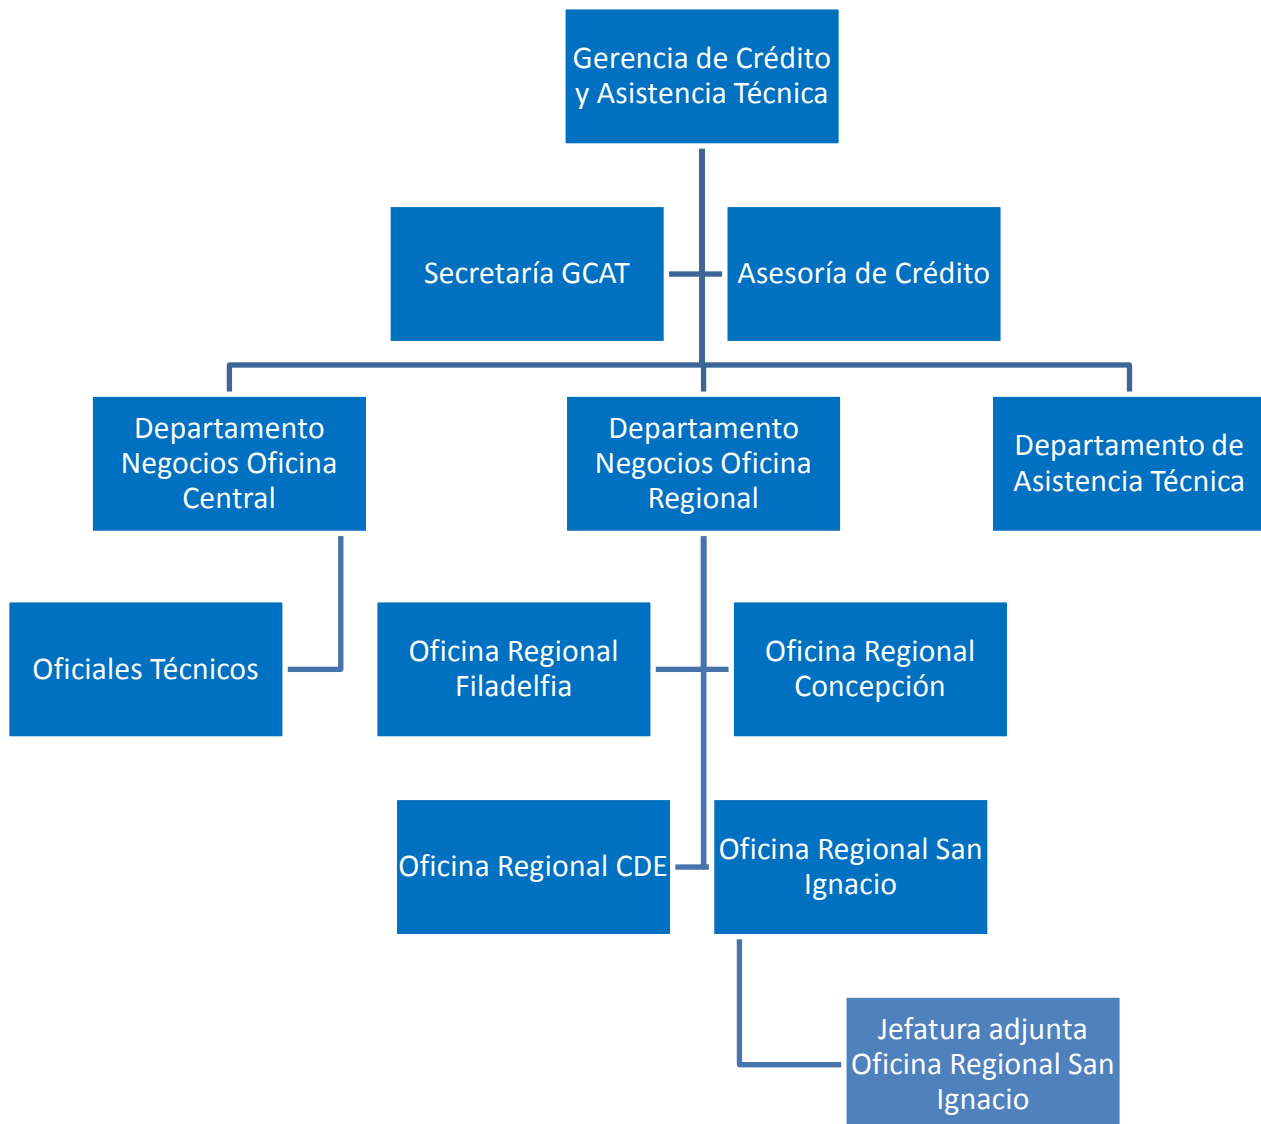 Gerencia de Crédito
y Asistencia Técnica
Secretaría GCAT
Asesoría de Crédito
Departamento
Negocios Oficina
Central
Departamento
Negocios Oficina
Regional
Departamento de
Asistencia Técnica
Oficiales Técnicos
Oficina Regional
Filadelfia
Oficina Regional
Concepción
Oficina Regional CDE
Oficina Regional San
Ignacio
Jefatura adjunta
Oficina Regional San
Ignacio